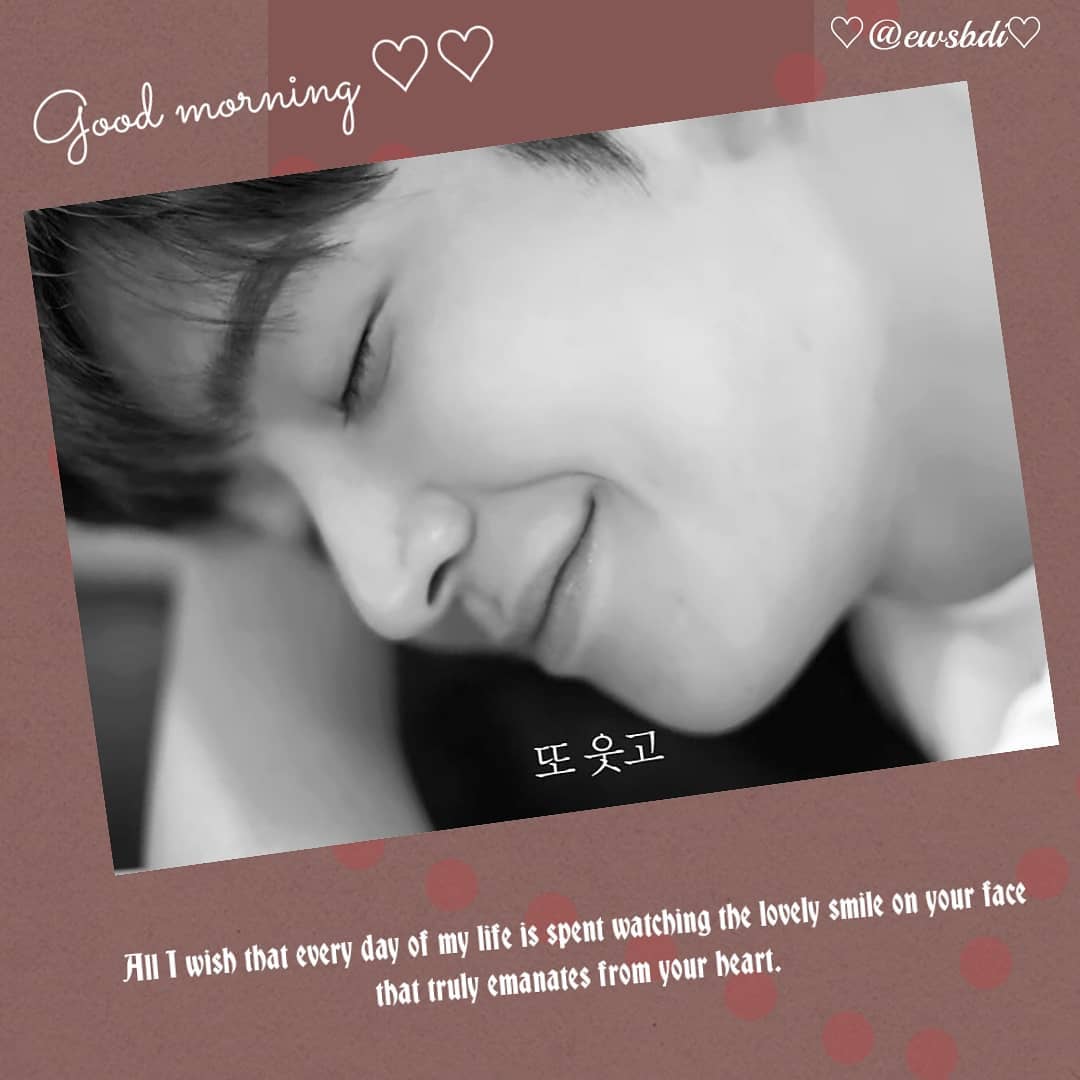 ♡@ewsbdi♡
Good morning ♡♡
또 웃고
All I wish that every day of my life is spent watching the lovely smile on your face
that truly emanates from your heart.